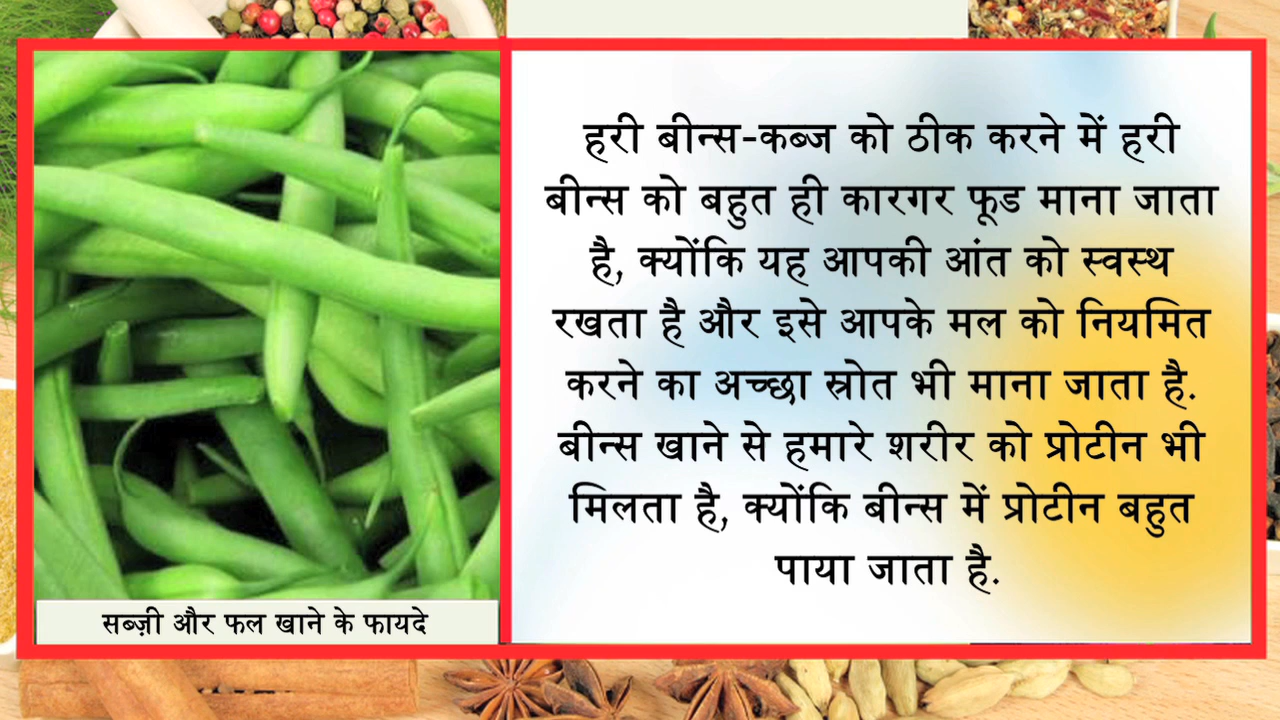 हरी बीन्स-कब्ज को ठीक करने में हरी
बीन्स को बहुत ही कारगर फूड माना जाता
है, क्योंकि यह आपकी आंत को स्वस्थ
रखता है और इसे आपके मल को नियमित
करने का अच्छा स्रोत भी माना जाता है.
बीन्स खाने से हमारे शरीर को प्रोटीन भी
मिलता है, क्योंकि बीन्स में प्रोटीन बहुत
पाया जाता है.
सब्ज़ी और फल खाने के फायदे